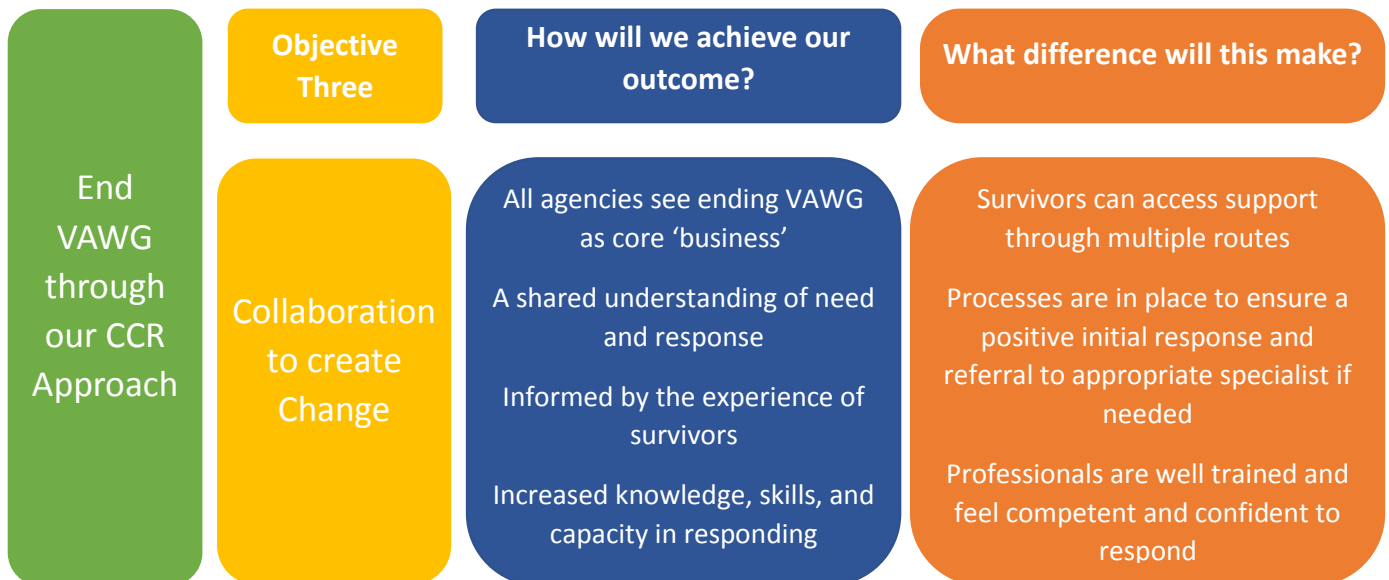 End
VAWG
through
our CCR
Approach
Objective
Three
Collaboration
to create
Change
How will we achieve our
outcome?
All agencies see ending VAWG
as core ‘business’
A shared understanding of need
and response
Informed by the experience of
survivors
Increased knowledge, skills, and
capacity in responding
What difference will this make?
Survivors can access support
through multiple routes
Processes are in place to ensure a
positive initial response and
referral to appropriate specialist if
needed
Professionals are well trained and
feel competent and confident to
respond